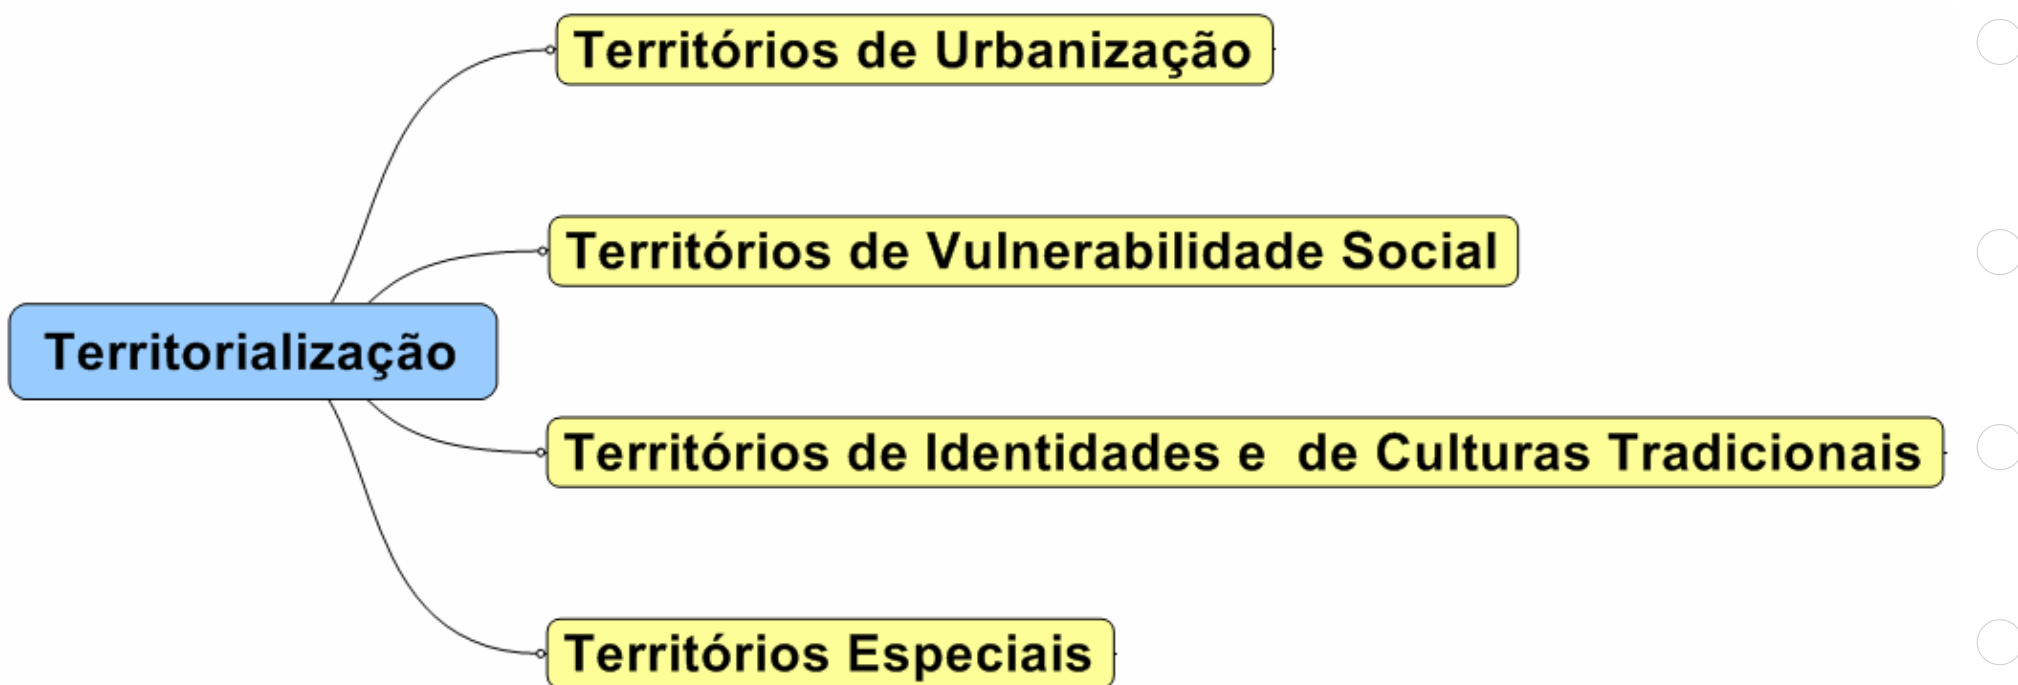 Territórios de Urbanização
Territórios de Vulnerabilidade Social
Territorialização
Territórios de Identidades e de Culturas Tradicionais
Territórios Especiais